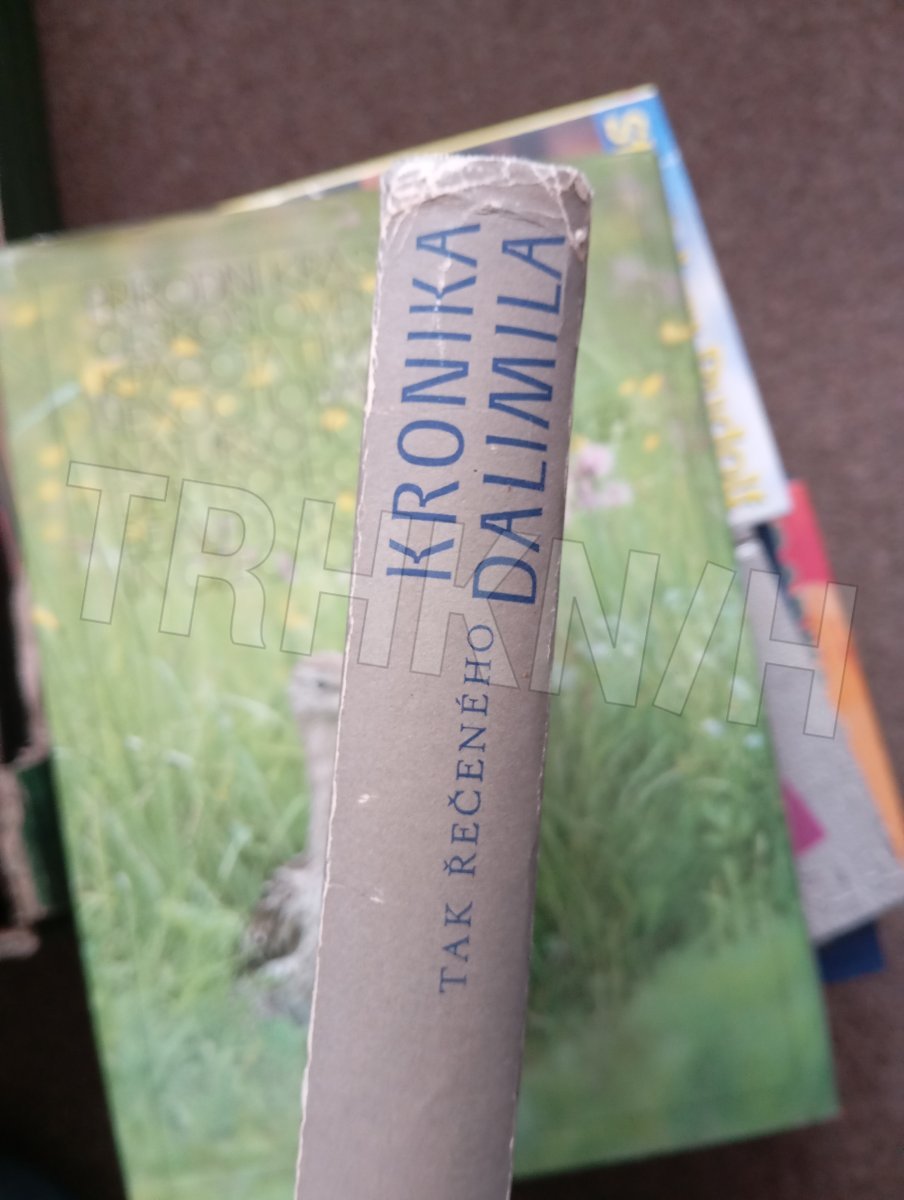 KRONIKA
TAK ŘEČENÉHO DALIMILA
TRHKNIH